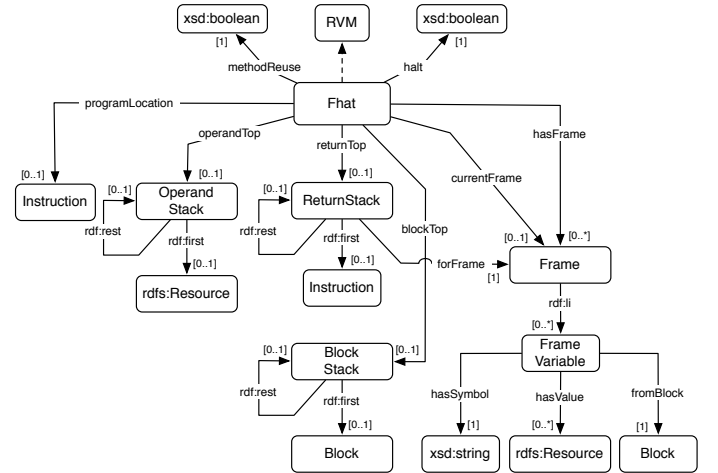 xsd:boolean
RVM
xsd:boolean
[1]
[1]
methodReuse
halt
Fhat
programLocation
operandTop
returnTop
hasFrame
currentFrame
[0..1]
[0..1]
[0..1]
[0..1]
[0..1]
Instruction
Operand
Stack
ReturnStack
blockTop
rdf:rest
rdf:first
rdf:rest
rdf:first
[0..1]
[0..*]
[0..1]
[0..1]
forFrame
[1]
Frame
rdfs:Resource
Instruction
rdf:li
[0..*]
[0..1]
[0..1]
Block
Stack
Frame
Variable
rdf:rest
rdf:first
hasSymbol
hasValue
fromBlock
[0..1]
[1]
[0..*]
[1]
Block
xsd:string
rdfs:Resource
Block